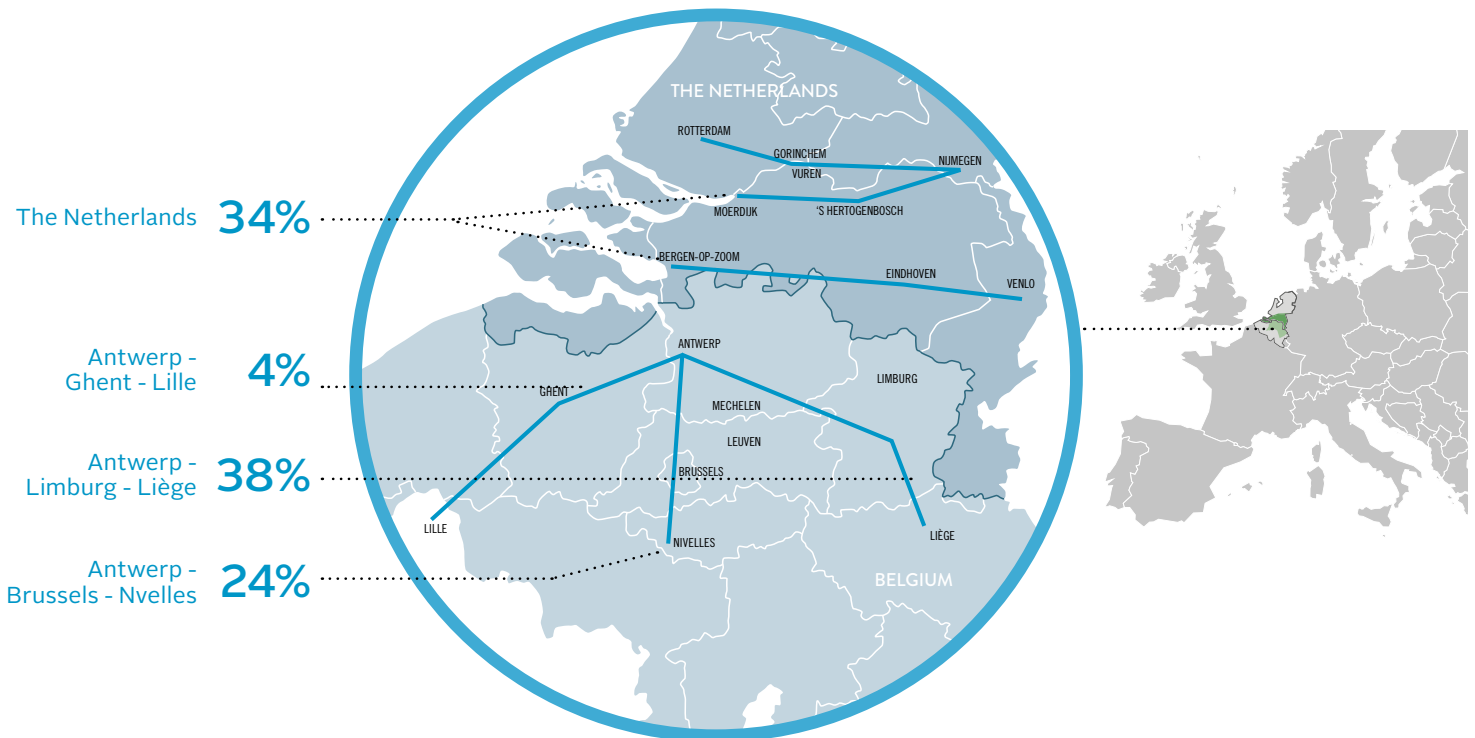 The Netherlands 34%
Antwerp -
Ghent - Lille 4%
Antwerp -
Limburg - Liège 38%
Antwerp -
Brussels - Nvelles 24%
THE NETHERLANDS
ROTTERDAM
GORINCHEM
VUREN
NIJMEGEN
MOERDIJK
‘S HERTOGENBOSCH
BERGEN-OP-ZOOM
EINDHOVEN
VENLO
ANTWERP
LIMBURG
GHENT
MECHELEN
LEUVEN
BRUSSELS
LILLE
NIVELLES
LIÈGE
BELGIUM